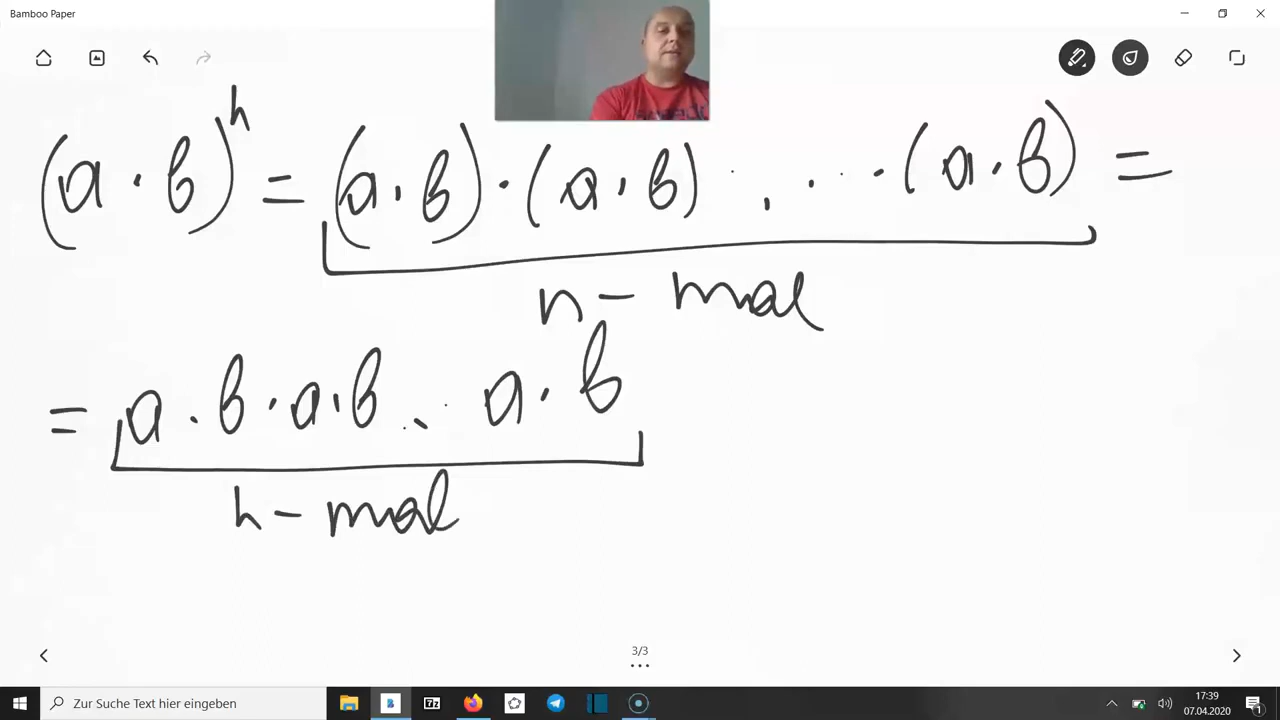 Bamboo Paper
(a · b)ⁿ = (a · b) · (a · b) . . . · (a · b) =
n - mal
= a · b · a · b . . . a · b
n - mal
3/3
Zur Suche Text hier eingeben
17:39
07.04.2020